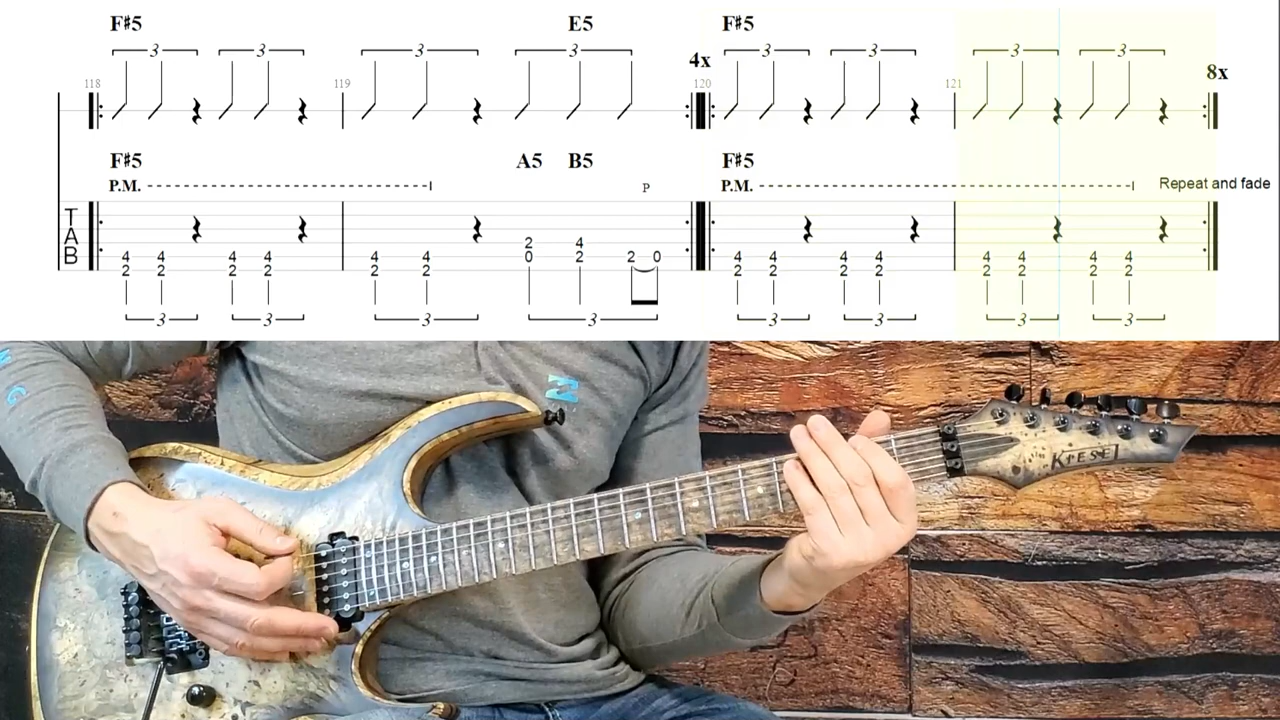 F♯5 E5 F♯5
3 3 3 3 3 3 3 3
4x 8x
118 119 120 121
F♯5 A5 B5 F♯5
P.M. P P.M. Repeat and fade
T
A
B
2 4
4 4 4 4 4 4 0 2 2 0 4 4 4 4 4 4 4 4
2 2 2 2 2 2 2 2 2 2 2 2 2 2
3 3 3 3 3 3 3 3
KIESEL